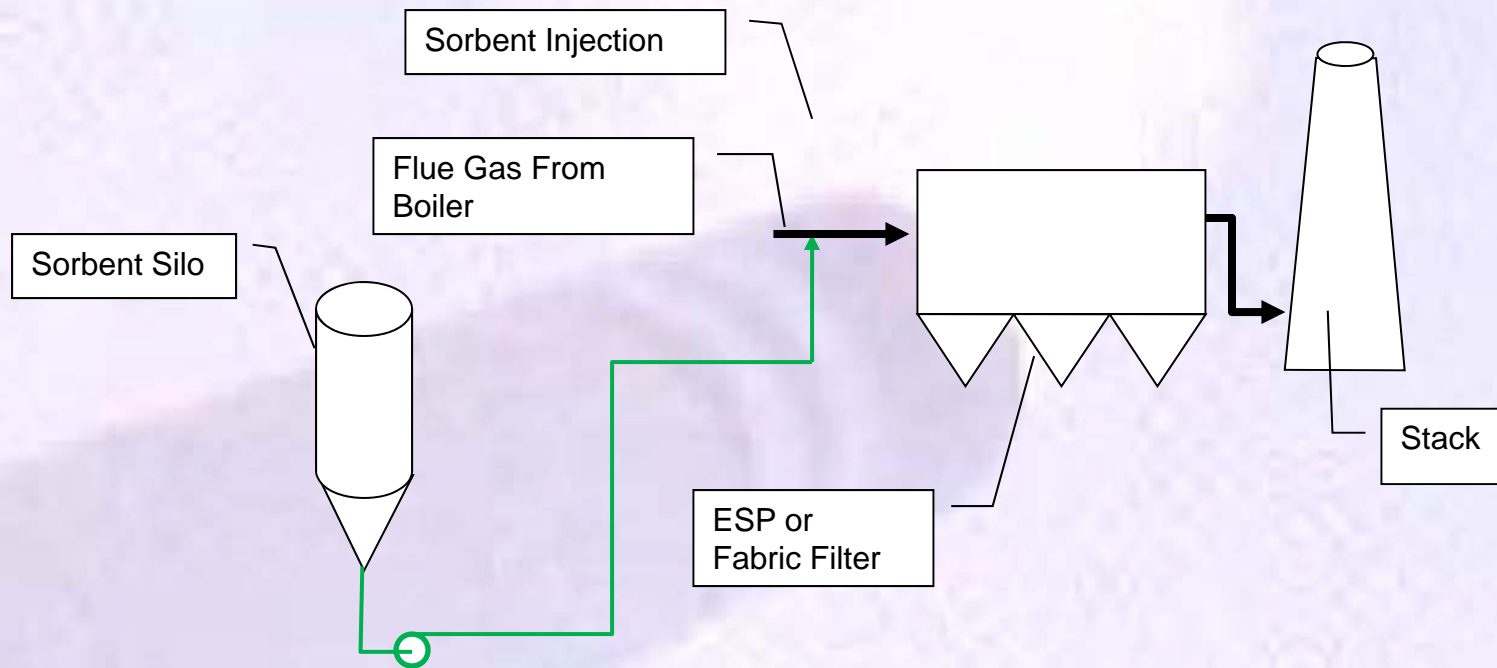 Sorbent Injection
Flue Gas From
Boiler
Sorbent Silo
Stack
ESP or
Fabric Filter